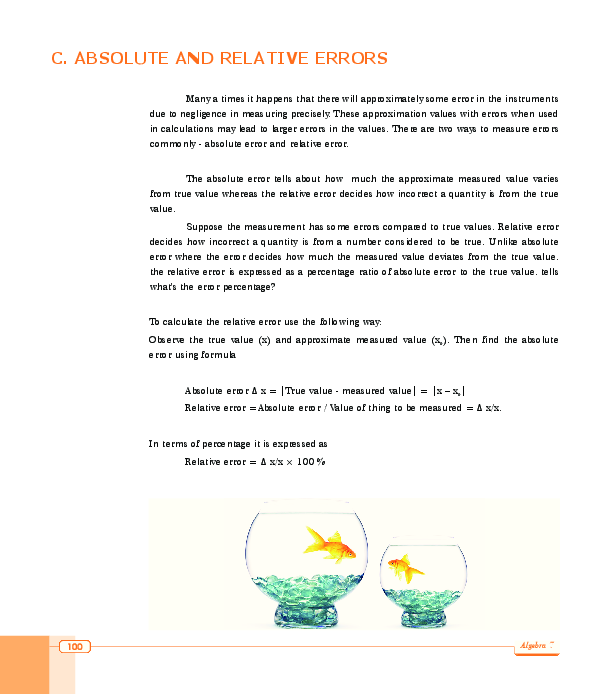 C. ABSOLUTE AND RELATIVE ERRORS
Many a times it happens that there will approximately some error in the instruments
due to negligence in measuring precisely. These approximation values with errors when used
in calculations may lead to larger errors in the values. There are two ways to measure errors
commonly - absolute error and relative error.
The absolute error tells about how much the approximate measured value varies
from true value whereas the relative error decides how incorrect a quantity is from the true
value.
Suppose the measurement has some errors compared to true values. Relative error
decides how incorrect a quantity is from a number considered to be true. Unlike absolute
error where the error decides how much the measured value deviates from the true value,
the relative error is expressed as a percentage ratio of absolute error to the true value. tells
what's the error percentage?
To calculate the relative error use the following way:
Observe the true value (x) and approximate measured value (xₒ). Then find the absolute
error using formula
Absolute error Δ x = |True value - measured value| = |x – xₒ|
Relative error =Absolute error / Value of thing to be measured = Δ x/x.
In terms of percentage it is expressed as
Relative error = Δ x/x × 100 %
100
Algebra 7